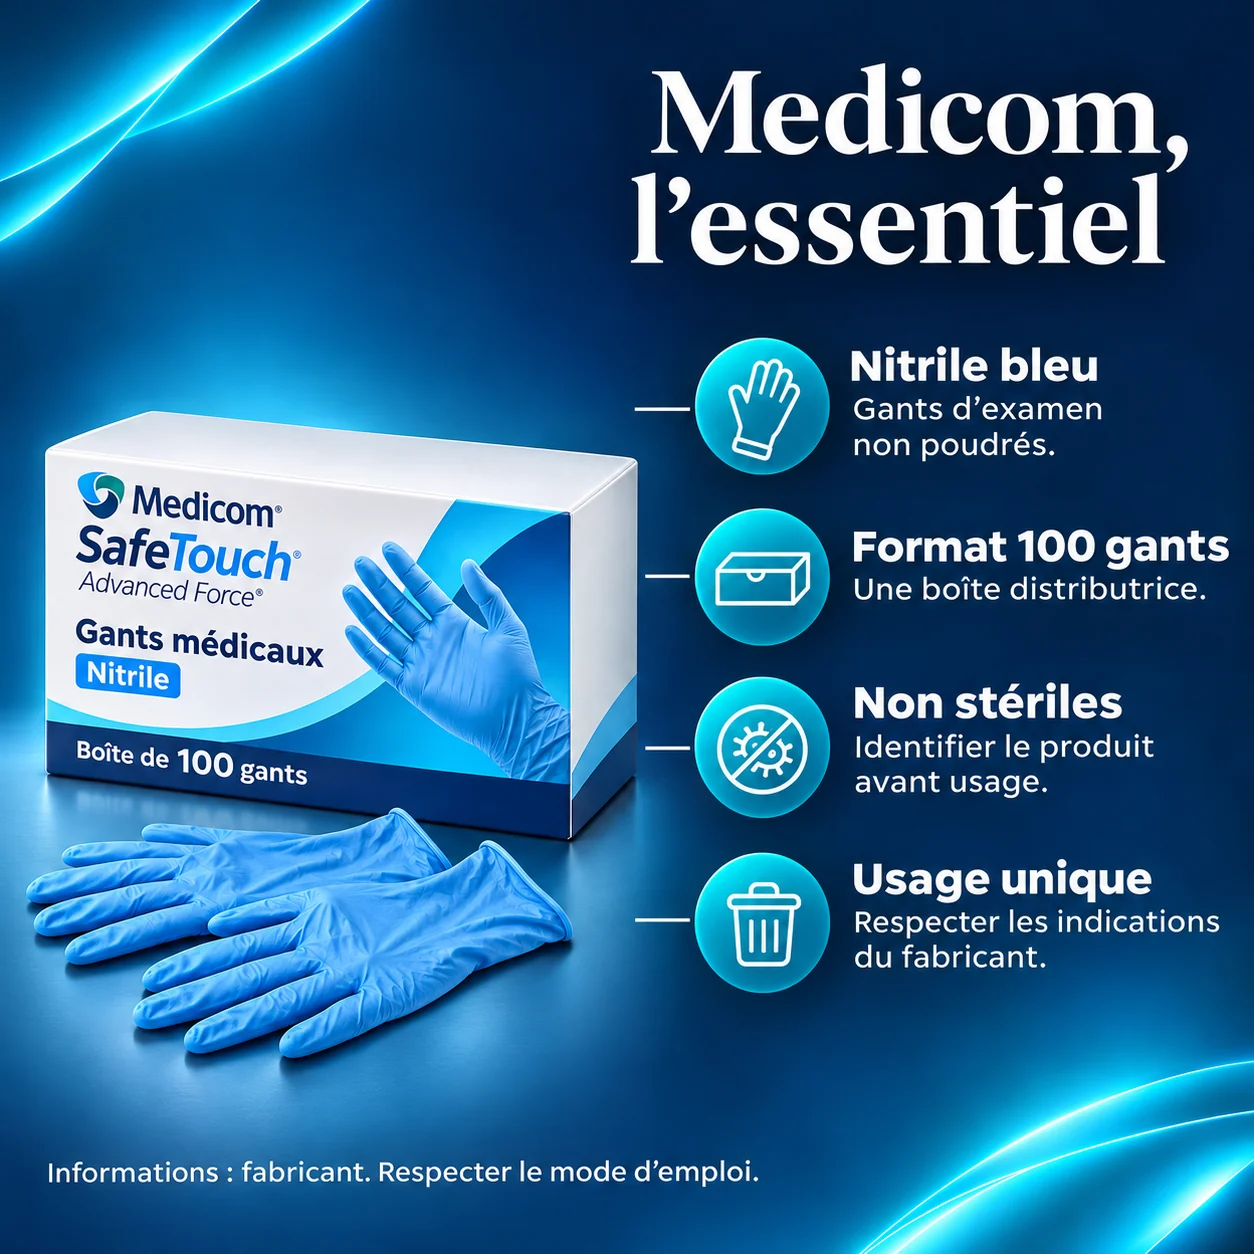 Medicom,
l’essentiel
Nitrile bleu
Gants d’examen
non poudrés.
Format 100 gants
Une boîte distributrice.
Non stériles
Identifier le produit
avant usage.
Usage unique
Respecter les indications
du fabricant.
Medicom®
SafeTouch®
Advanced Force®
Gants médicaux
Nitrile
Boîte de 100 gants
Informations : fabricant. Respecter le mode d’emploi.